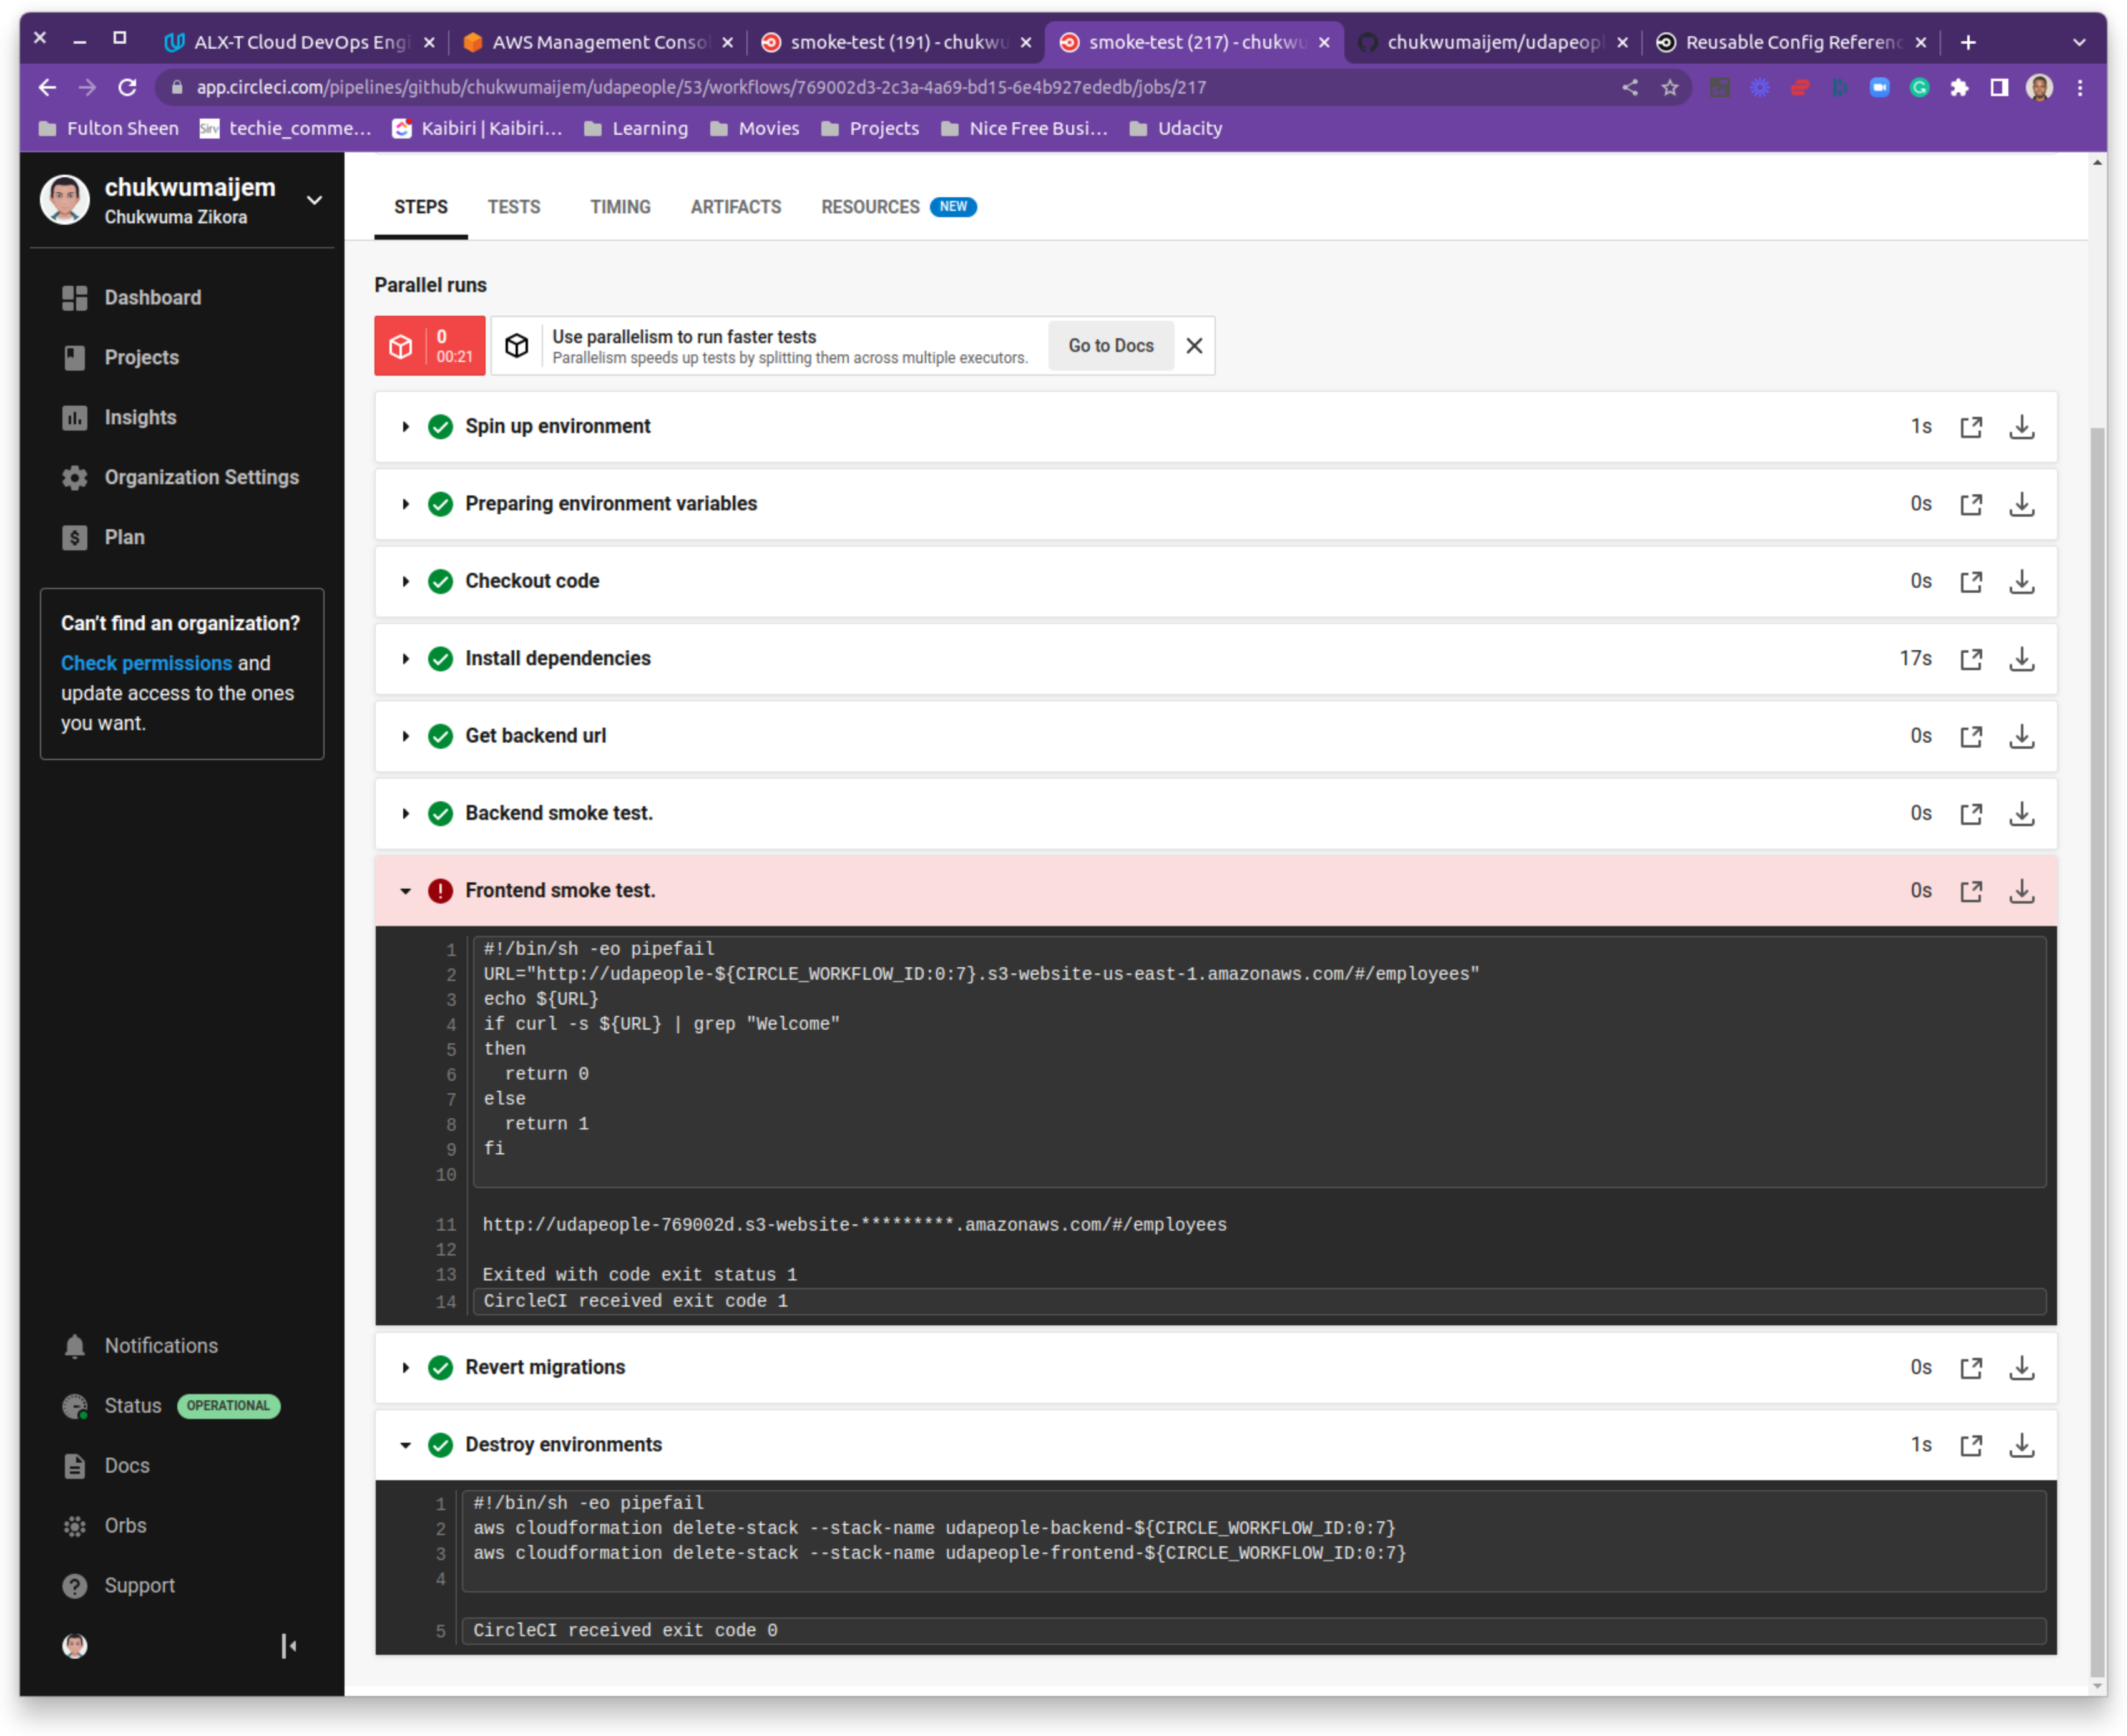 ALX-T Cloud DevOps Engi
AWS Management Consol
smoke-test (191) - chukwu
smoke-test (217) - chukwu
chukwumaijem/udapeopl
Reusable Config Referenc
app.circleci.com/pipelines/github/chukwumaijem/udapeople/53/workflows/769002d3-2c3a-4a69-bd15-6e4b927ededb/jobs/217
Fulton Sheen
Sirv techie_comme...
Kaibiri | Kaibiri...
Learning
Movies
Projects
Nice Free Busi...
Udacity
chukwumaijem
Chukwuma Zikora
Dashboard
Projects
Insights
Organization Settings
Plan
Can't find an organization?
Check permissions and
update access to the ones
you want.
Notifications
Status OPERATIONAL
Docs
Orbs
Support
STEPS TESTS TIMING ARTIFACTS RESOURCES NEW
Parallel runs
0
00:21
Use parallelism to run faster tests
Parallelism speeds up tests by splitting them across multiple executors.
Go to Docs
Spin up environment 1s
Preparing environment variables 0s
Checkout code 0s
Install dependencies 17s
Get backend url 0s
Backend smoke test. 0s
Frontend smoke test. 0s
1 #!/bin/sh -eo pipefail
2 URL="http://udapeople-${CIRCLE_WORKFLOW_ID:0:7}.s3-website-us-east-1.amazonaws.com/#/employees"
3 echo ${URL}
4 if curl -s ${URL} | grep "Welcome"
5 then
6 return 0
7 else
8 return 1
9 fi
10
11 http://udapeople-769002d.s3-website-*********.amazonaws.com/#/employees
12
13 Exited with code exit status 1
14 CircleCI received exit code 1
Revert migrations 0s
Destroy environments 1s
1 #!/bin/sh -eo pipefail
2 aws cloudformation delete-stack --stack-name udapeople-backend-${CIRCLE_WORKFLOW_ID:0:7}
3 aws cloudformation delete-stack --stack-name udapeople-frontend-${CIRCLE_WORKFLOW_ID:0:7}
4
5 CircleCI received exit code 0